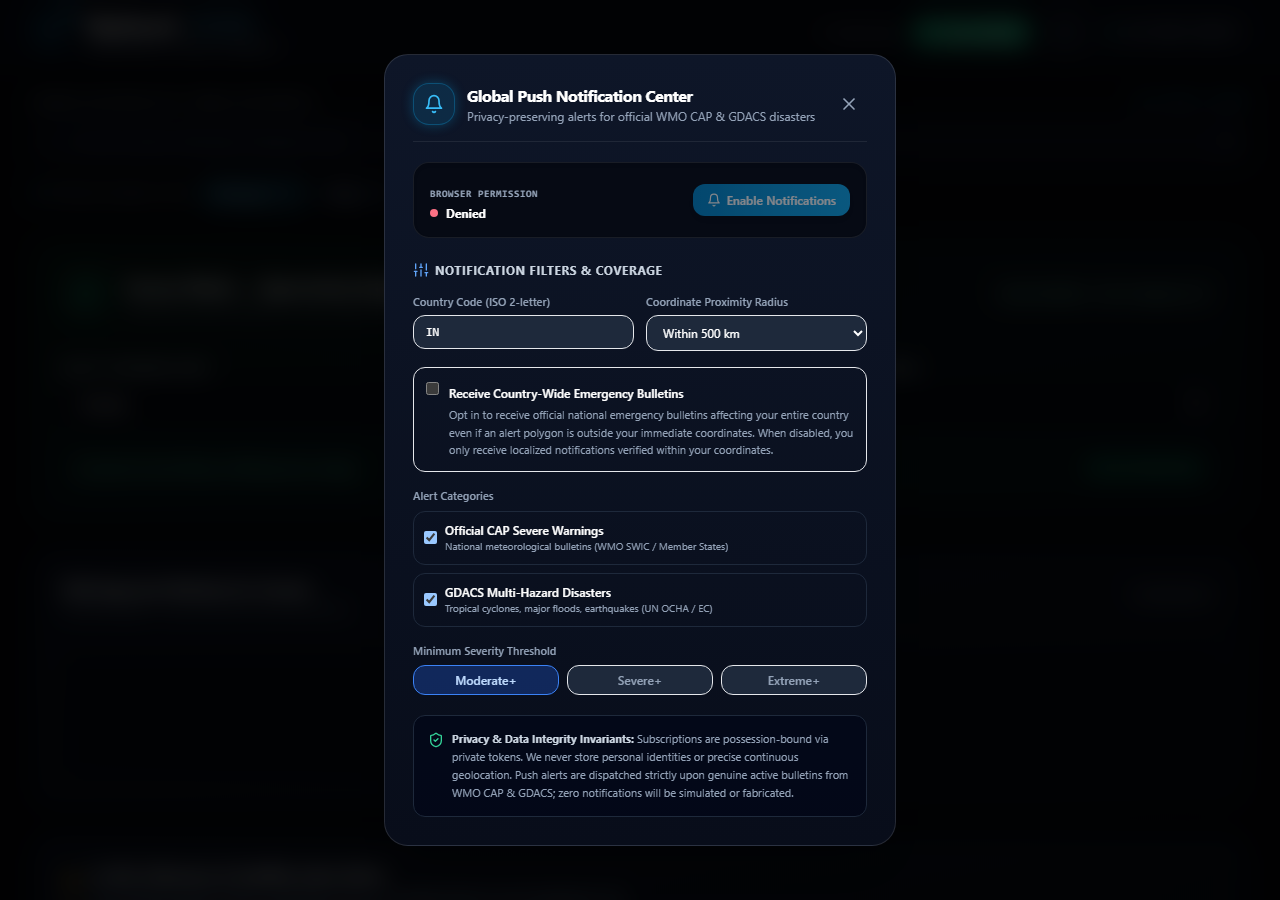 Global Push Notification Center
Privacy-preserving alerts for official WMO CAP & GDACS disasters
BROWSER PERMISSION
Denied
Enable Notifications
NOTIFICATION FILTERS & COVERAGE
Country Code (ISO 2-letter)
Coordinate Proximity Radius
IN
Within 500 km
Receive Country-Wide Emergency Bulletins
Opt in to receive official national emergency bulletins affecting your entire country
even if an alert polygon is outside your immediate coordinates. When disabled, you
only receive localized notifications verified within your coordinates.
Alert Categories
Official CAP Severe Warnings
National meteorological bulletins (WMO SWIC / Member States)
GDACS Multi-Hazard Disasters
Tropical cyclones, major floods, earthquakes (UN OCHA / EC)
Minimum Severity Threshold
Moderate+
Severe+
Extreme+
Privacy & Data Integrity Invariants: Subscriptions are possession-bound via
private tokens. We never store personal identities or precise continuous
geolocation. Push alerts are dispatched strictly upon genuine active bulletins from
WMO CAP & GDACS; zero notifications will be simulated or fabricated.